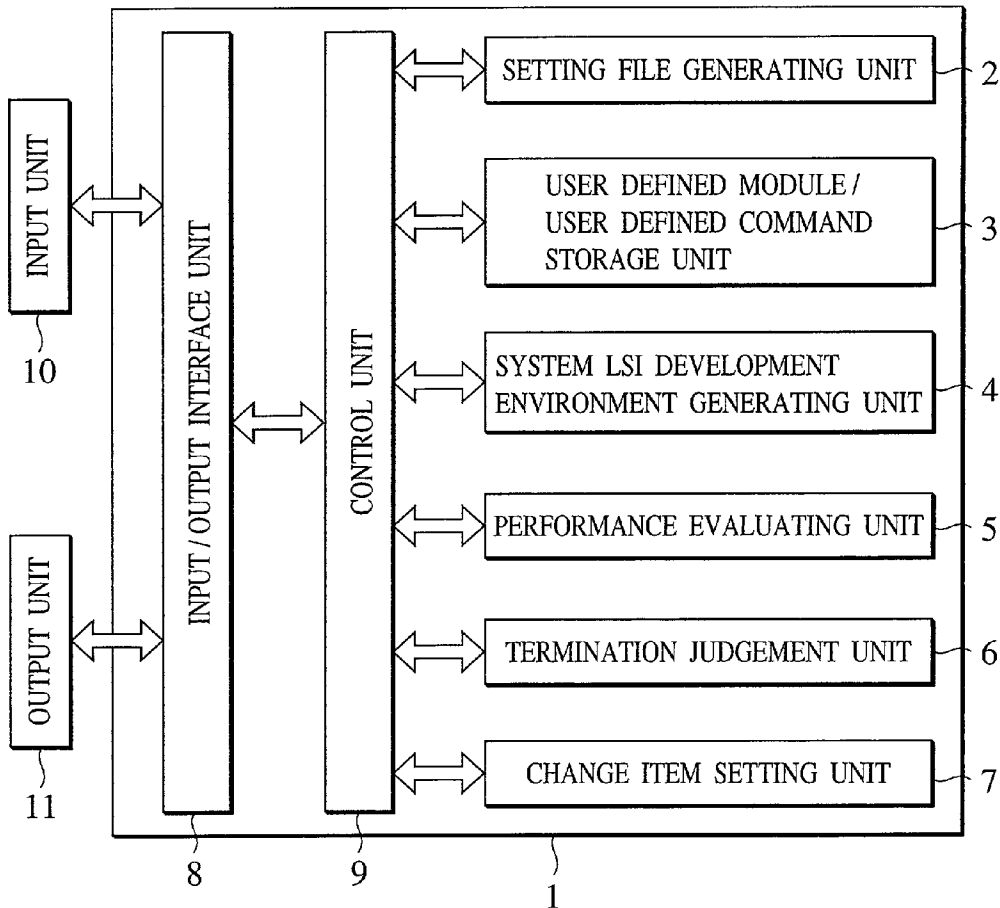 SETTING FILE GENERATING UNIT
2
USER DEFINED MODULE /
USER DEFINED COMMAND
STORAGE UNIT
3
SYSTEM LSI DEVELOPMENT
ENVIRONMENT GENERATING UNIT
4
PERFORMANCE EVALUATING UNIT
5
TERMINATION JUDGEMENT UNIT
6
CHANGE ITEM SETTING UNIT
7
INPUT UNIT
10
OUTPUT UNIT
11
INPUT / OUTPUT INTERFACE UNIT
8
CONTROL UNIT
9
1